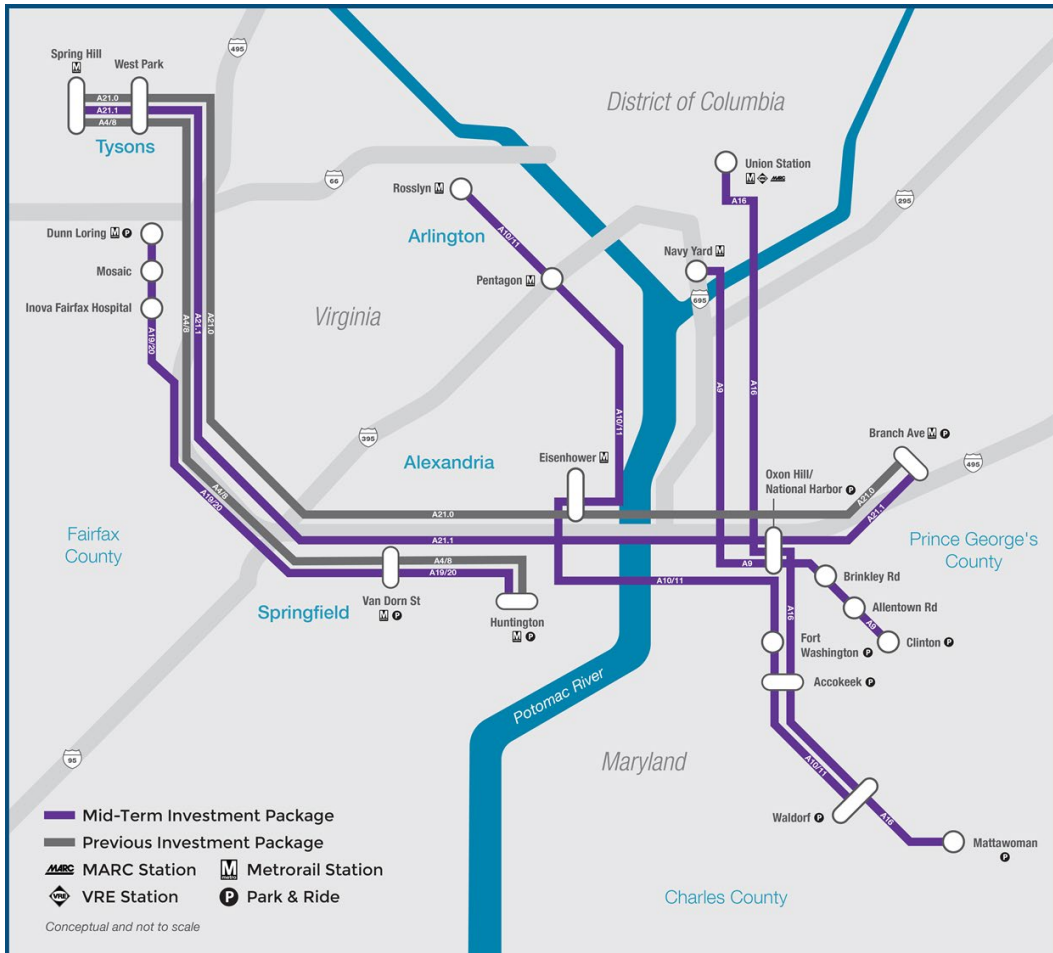 495
Spring Hill
M
West Park
A21.0
A21.1
A4/8
Tysons
District of Columbia
Union Station
M VRE MARC
66
Rosslyn M
A16
295
Dunn Loring M P
Arlington
A10/11
Navy Yard M
Mosaic
Pentagon M
Inova Fairfax Hospital
695
Virginia
A4/8
A21.1
A21.0
A19/20
A9
A16
A10/11
395
Branch Ave M P
Alexandria
Eisenhower M
495
Oxon Hill/
National Harbor P
A4/8
A19/20
A21.0
A21.0
A21.1
Fairfax
County
A21.1
Prince George's
County
A4/8
A19/20
A9
A10/11
Brinkley Rd
Van Dorn St
M P
Springfield
Huntington
M P
A16
Allentown Rd
A9
Fort
Washington P
Clinton P
Accokeek P
Potomac River
95
Maryland
A10/11
Waldorf P
A16
Mattawoman
P
Mid-Term Investment Package
Previous Investment Package
MARC MARC Station
M metro Metrorail Station
VRE VRE Station
P Park & Ride
Charles County
Conceptual and not to scale